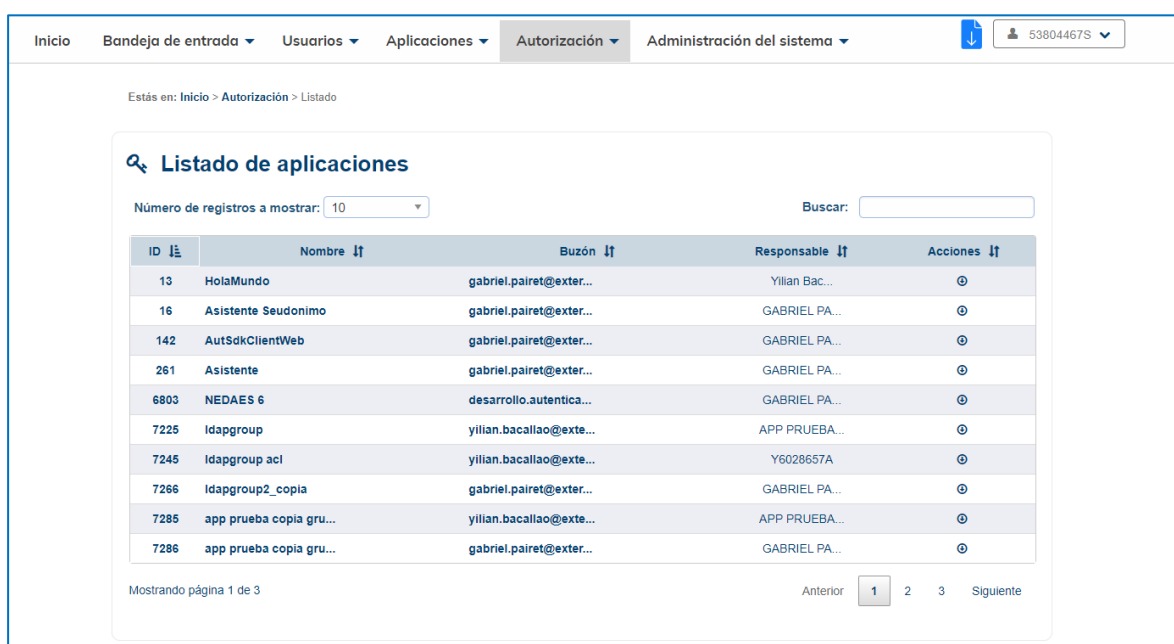 Inicio Bandeja de entrada Usuarios Aplicaciones Autorización Administración del sistema 53804467S
Estás en: Inicio > Autorización > Listado
Listado de aplicaciones
Número de registros a mostrar: 10 Buscar:
ID Nombre Buzón Responsable Acciones
13 HolaMundo gabriel.pairet@exter... Yilian Bac...
16 Asistente Seudonimo gabriel.pairet@exter... GABRIEL PA...
142 AutSdkClientWeb gabriel.pairet@exter... GABRIEL PA...
261 Asistente gabriel.pairet@exter... GABRIEL PA...
6803 NEDAES 6 desarrollo.autentica... GABRIEL PA...
7225 ldapgroup yilian.bacallao@exte... APP PRUEBA...
7245 ldapgroup acl yilian.bacallao@exte... Y6028657A
7266 ldapgroup2_copia gabriel.pairet@exter... GABRIEL PA...
7285 app prueba copia gru... yilian.bacallao@exte... APP PRUEBA...
7286 app prueba copia gru... gabriel.pairet@exter... GABRIEL PA...
Mostrando página 1 de 3 Anterior 1 2 3 Siguiente